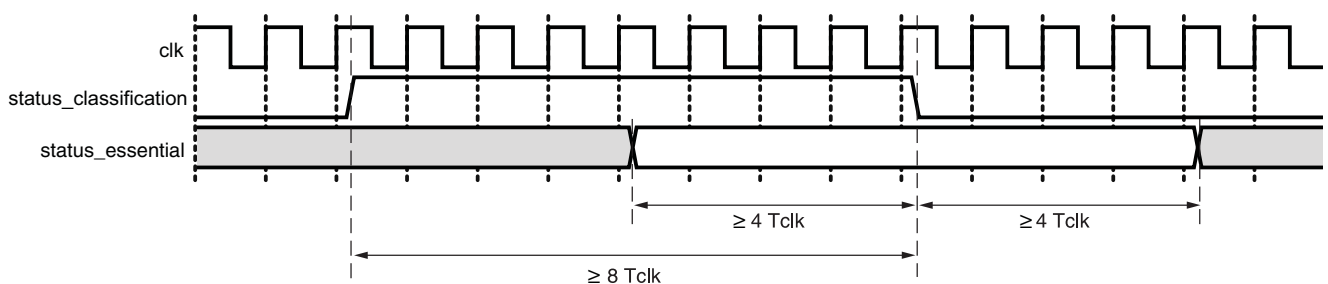 clk
status_classification
status_essential
≥ 4 Tclk
≥ 4 Tclk
≥ 8 Tclk